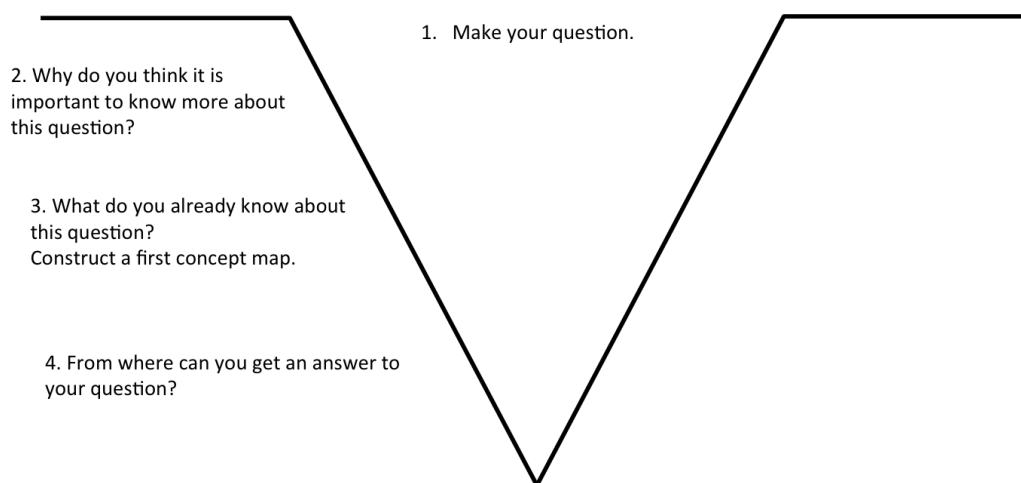 1. Make your question.
2. Why do you think it is
important to know more about
this question?
3. What do you already know about
this question?
Construct a first concept map.
4. From where can you get an answer to
your question?